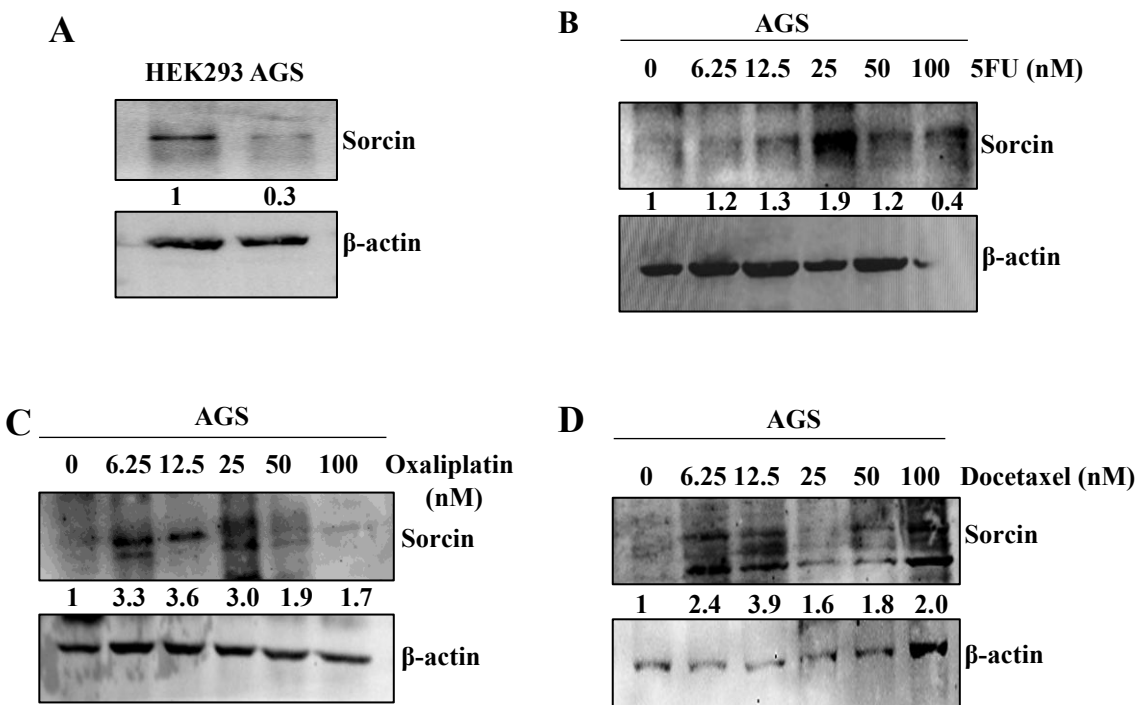 A
HEK293 AGS
Sorcin
1 0.3
β-actin
B
AGS
0 6.25 12.5 25 50 100 5FU (nM)
Sorcin
1 1.2 1.3 1.9 1.2 0.4
β-actin
C
AGS
0 6.25 12.5 25 50 100 Oxaliplatin
(nM)
Sorcin
1 3.3 3.6 3.0 1.9 1.7
β-actin
D
AGS
0 6.25 12.5 25 50 100 Docetaxel (nM)
Sorcin
1 2.4 3.9 1.6 1.8 2.0
β-actin